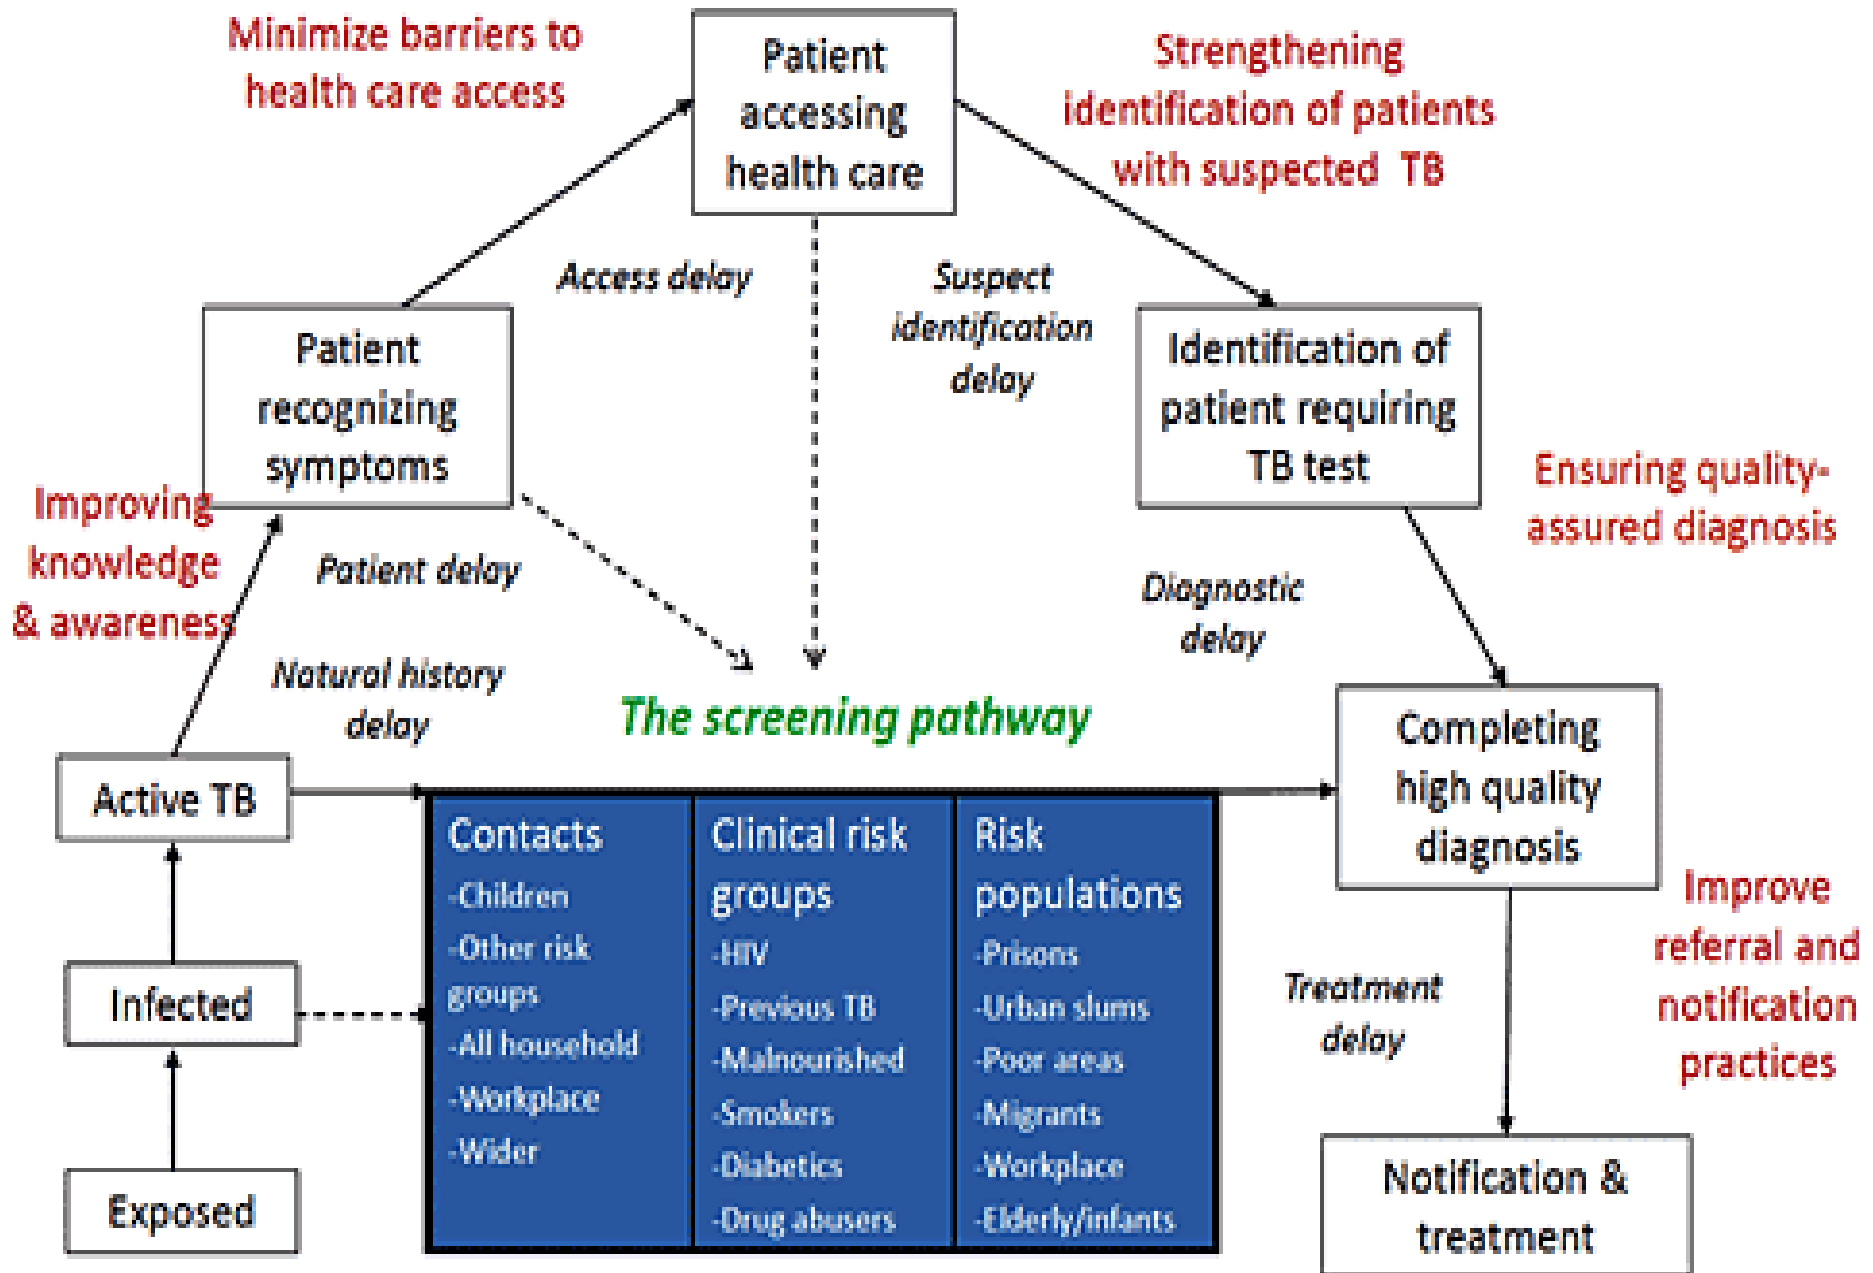 Minimize barriers to
health care access
Patient
accessing
health care
Strengthening
identification of patients
with suspected TB
Access delay
Suspect
identification
delay
Patient
recognizing
symptoms
Identification of
patient requiring
TB test
Improving
knowledge
& awareness
Patient delay
Ensuring quality-
assured diagnosis
Diagnostic
delay
Natural history
delay
The screening pathway
Active TB
Completing
high quality
diagnosis
Contacts
-Children
-Other risk
groups
-All household
-Workplace
-Wider
Clinical risk
groups
-HIV
-Previous TB
-Malnourished
-Smokers
-Diabetics
-Drug abusers
Risk
populations
-Prisons
-Urban slums
-Poor areas
-Migrants
-Workplace
-Elderly/infants
Improve
referral and
notification
practices
Infected
Treatment
delay
Exposed
Notification &
treatment